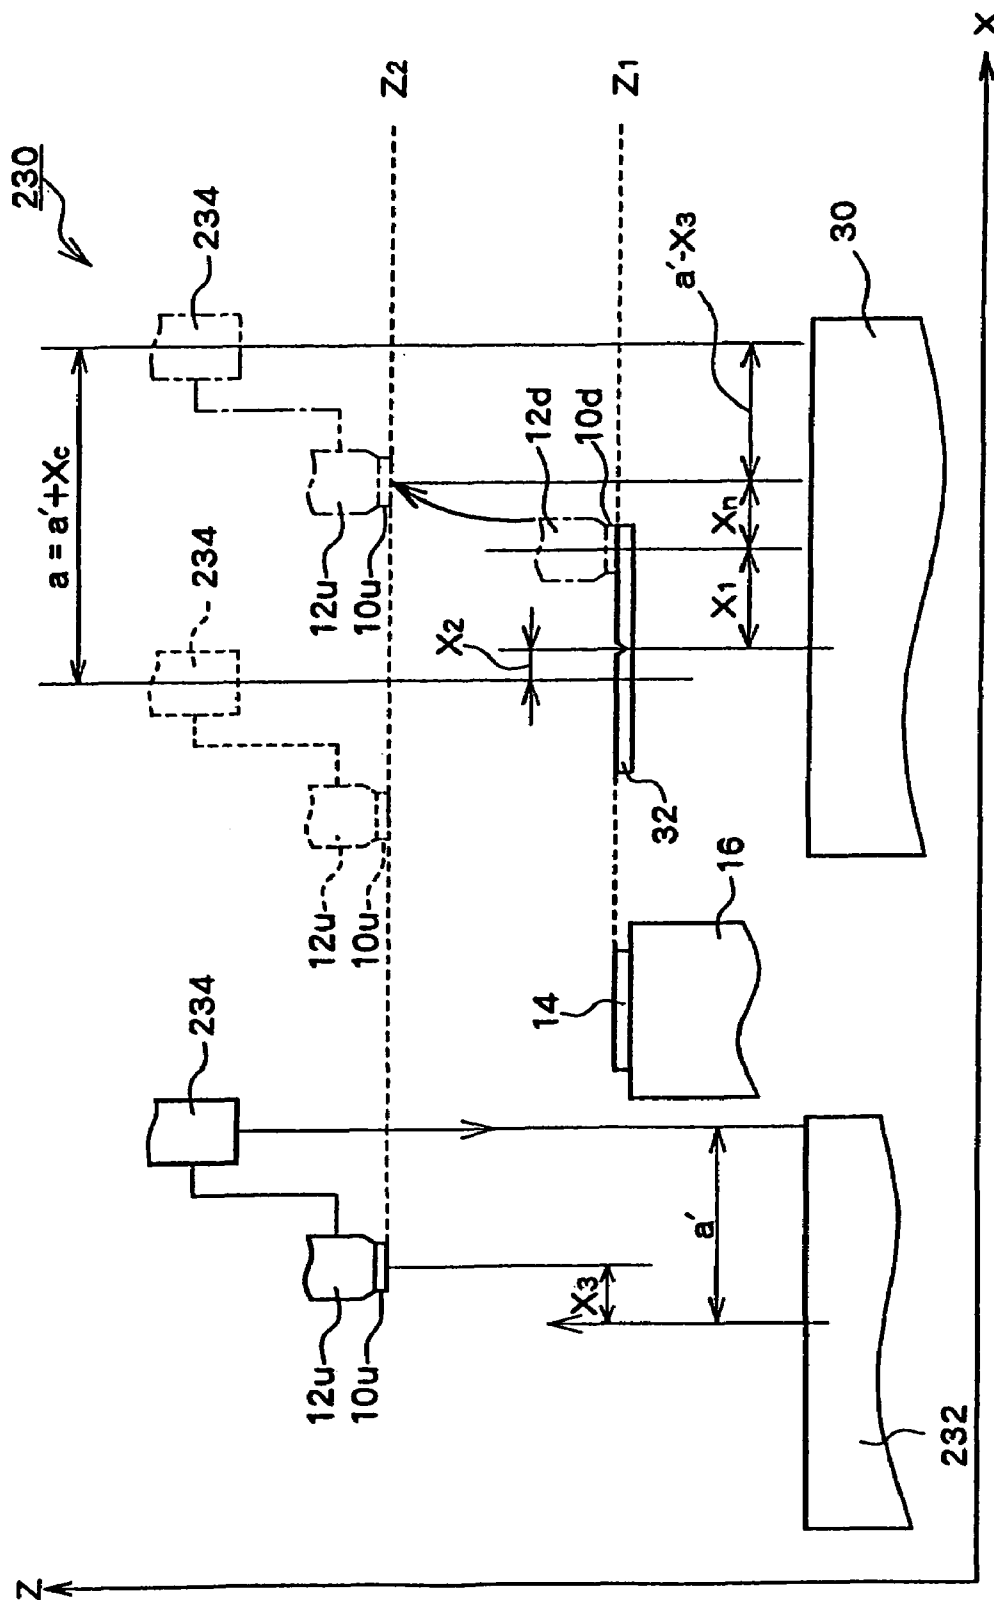 230
Z
X
a = a′+Xc
234
234
234
12u
10u
12u
10u
12u
10u
Z2
Z1
X2
12d
10d
14
16
32
X3
a′
X1
Xn
a′-X3
232
30